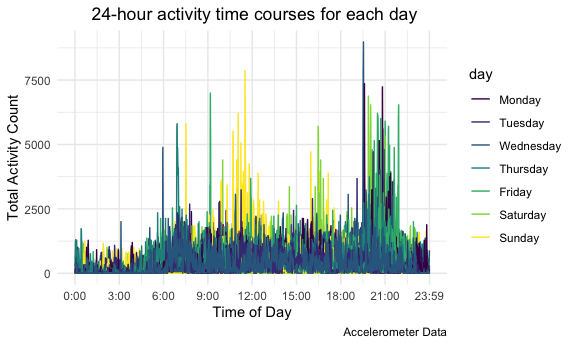 24-hour activity time courses for each day
Total Activity Count
7500
5000
2500
0
0:00 3:00 6:00 9:00 12:00 15:00 18:00 21:00 23:59
Time of Day
day
Monday
Tuesday
Wednesday
Thursday
Friday
Saturday
Sunday
Accelerometer Data